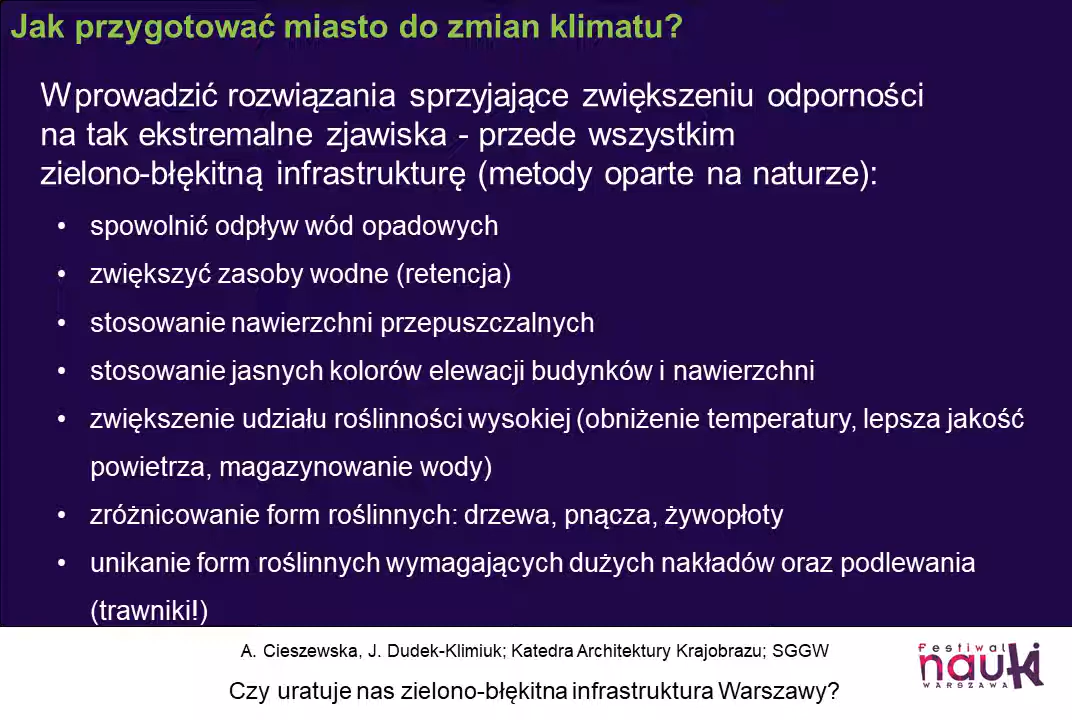 Jak przygotować miasto do zmian klimatu?
Wprowadzić rozwiązania sprzyjające zwiększeniu odporności
na tak ekstremalne zjawiska - przede wszystkim
zielono-błękitną infrastrukturę (metody oparte na naturze):
• spowolnić odpływ wód opadowych
• zwiększyć zasoby wodne (retencja)
• stosowanie nawierzchni przepuszczalnych
• stosowanie jasnych kolorów elewacji budynków i nawierzchni
• zwiększenie udziału roślinności wysokiej (obniżenie temperatury, lepsza jakość
powietrza, magazynowanie wody)
• zróżnicowanie form roślinnych: drzewa, pnącza, żywopłoty
• unikanie form roślinnych wymagających dużych nakładów oraz podlewania
(trawniki!)
A. Cieszewska, J. Dudek-Klimiuk; Katedra Architektury Krajobrazu; SGGW
Czy uratuje nas zielono-błękitna infrastruktura Warszawy?
festiwal
nauki
WARSZAWA